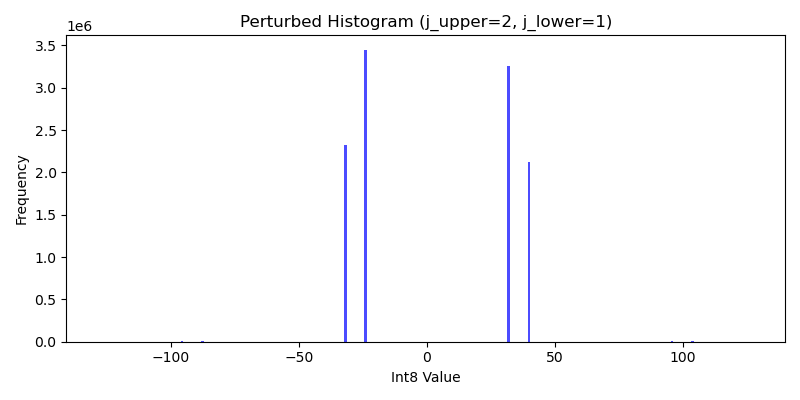 Perturbed Histogram (j_upper=2, j_lower=1)
1e6
3.5
3.0
2.5
2.0
1.5
1.0
0.5
0.0
Frequency
−100 −50 0 50 100
Int8 Value